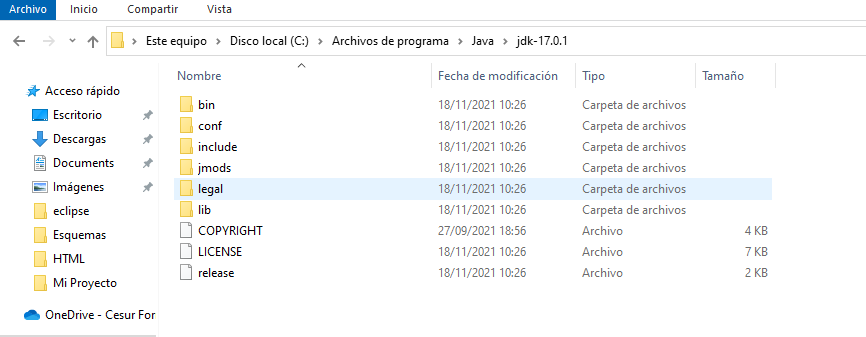 Archivo Inicio Compartir Vista
Este equipo > Disco local (C:) > Archivos de programa > Java > jdk-17.0.1
Nombre Fecha de modificación Tipo Tamaño
Acceso rápido
Escritorio
Descargas
Documents
Imágenes
eclipse
Esquemas
HTML
Mi Proyecto
OneDrive - Cesur For
bin 18/11/2021 10:26 Carpeta de archivos
conf 18/11/2021 10:26 Carpeta de archivos
include 18/11/2021 10:26 Carpeta de archivos
jmods 18/11/2021 10:26 Carpeta de archivos
legal 18/11/2021 10:26 Carpeta de archivos
lib 18/11/2021 10:26 Carpeta de archivos
COPYRIGHT 27/09/2021 18:56 Archivo 4 KB
LICENSE 18/11/2021 10:26 Archivo 7 KB
release 18/11/2021 10:26 Archivo 2 KB